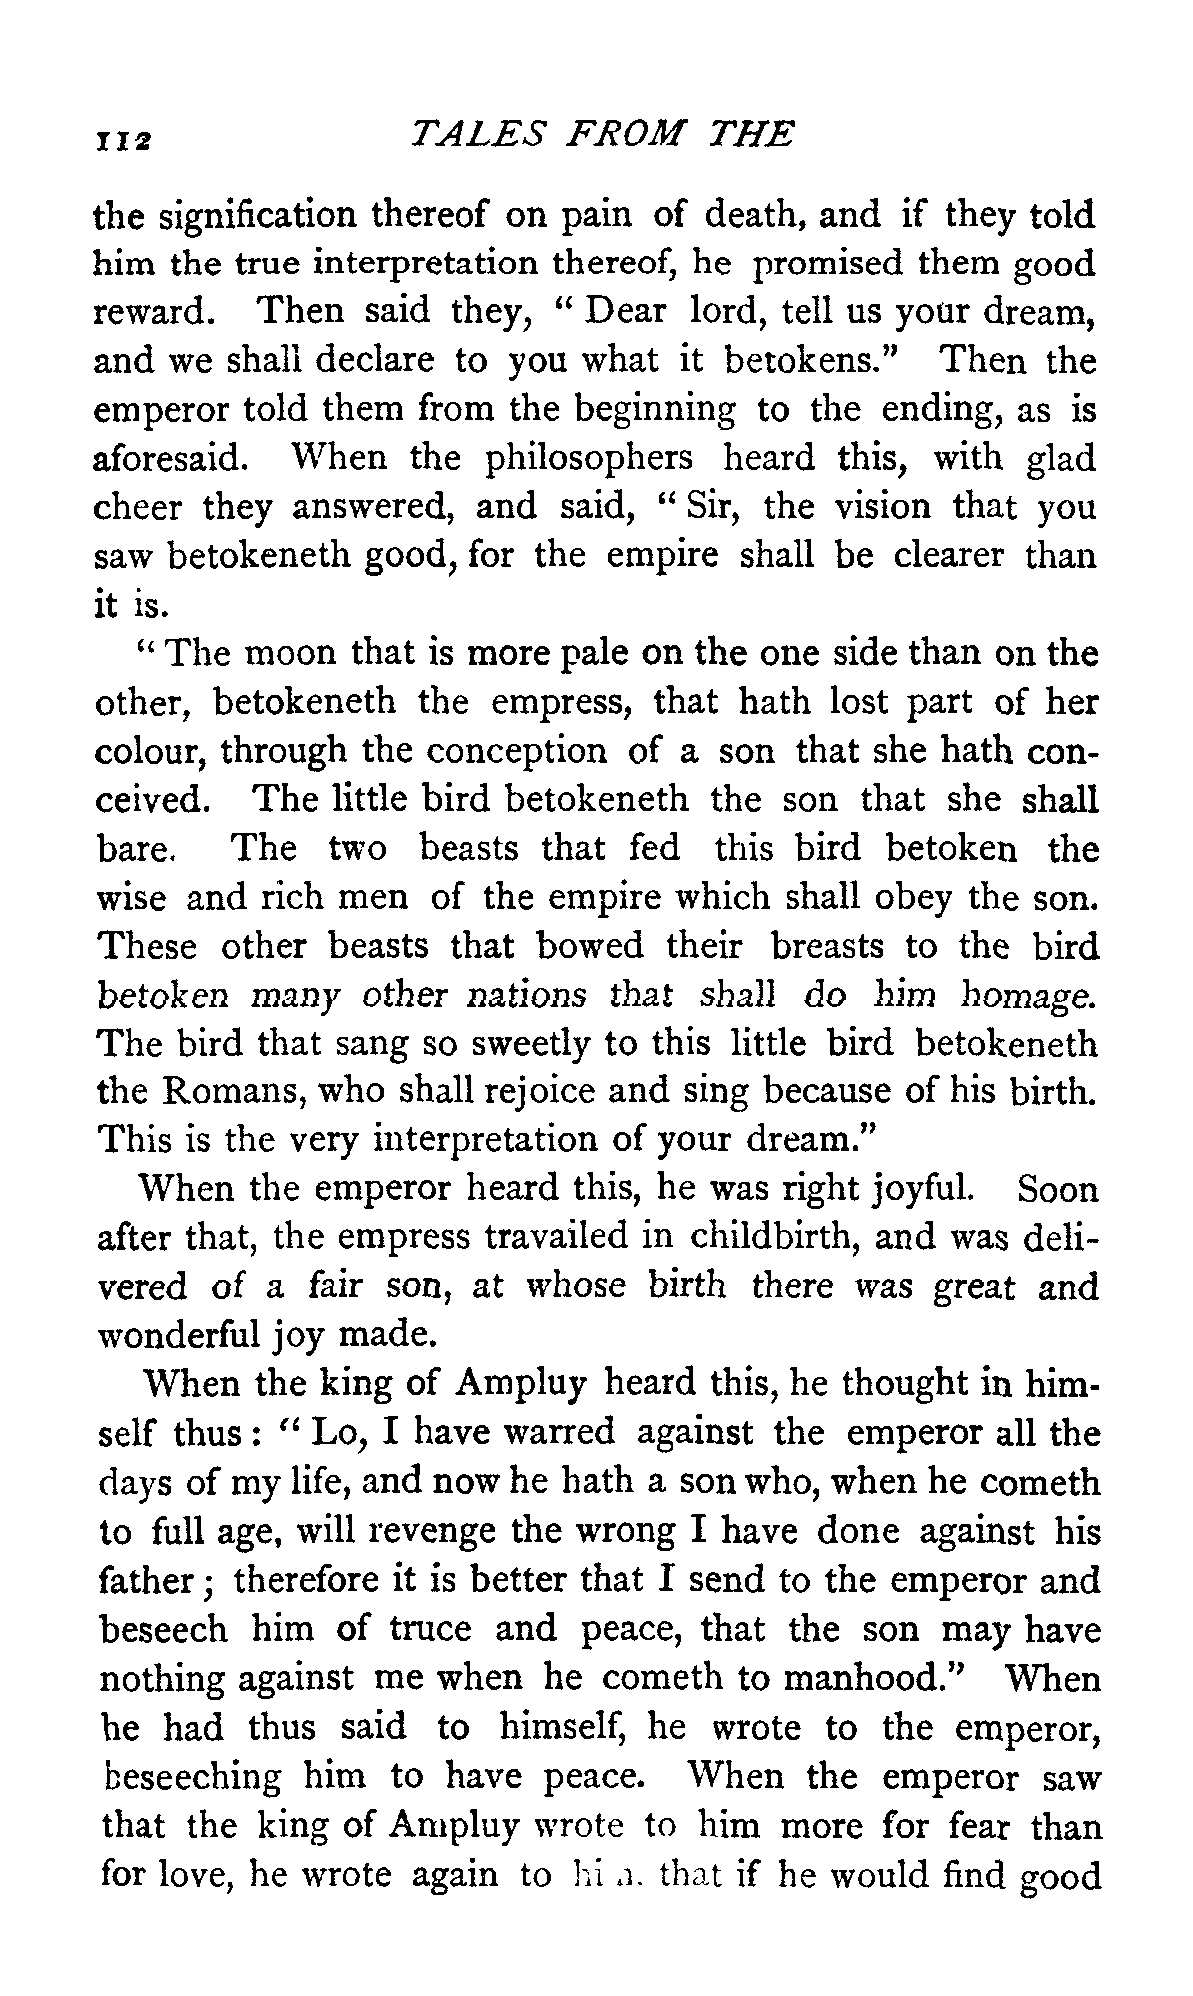 112 TALES FROM THE
the signification thereof on pain of death, and if they told
him the true interpretation thereof, he promised them good
reward. Then said they, " Dear lord, tell us your dream,
and we shall declare to you what it betokens." Then the
emperor told them from the beginning to the ending, as is
aforesaid. When the philosophers heard this, with glad
cheer they answered, and said, " Sir, the vision that you
saw betokeneth good, for the empire shall be clearer than
it is.
" The moon that is more pale on the one side than on the
other, betokeneth the empress, that hath lost part of her
colour, through the conception of a son that she hath con-
ceived. The little bird betokeneth the son that she shall
bare. The two beasts that fed this bird betoken the
wise and rich men of the empire which shall obey the son.
These other beasts that bowed their breasts to the bird
betoken many other nations that shall do him homage.
The bird that sang so sweetly to this little bird betokeneth
the Romans, who shall rejoice and sing because of his birth.
This is the very interpretation of your dream."
When the emperor heard this, he was right joyful. Soon
after that, the empress travailed in childbirth, and was deli-
vered of a fair son, at whose birth there was great and
wonderful joy made.
When the king of Ampluy heard this, he thought in him-
self thus : " Lo, I have warred against the emperor all the
days of my life, and now he hath a son who, when he cometh
to full age, will revenge the wrong I have done against his
father ; therefore it is better that I send to the emperor and
beseech him of truce and peace, that the son may have
nothing against me when he cometh to manhood." When
he had thus said to himself, he wrote to the emperor,
beseeching him to have peace. When the emperor saw
that the king of Ampluy wrote to him more for fear than
for love, he wrote again to that if he would find good